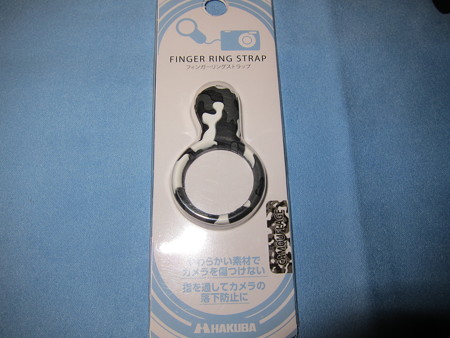 FINGER RING STRAP
フィンガーリングストラップ
やわらかい素材で
カメラを傷つけない
指を通してカメラの
落下防止に
CAMOUFLAGE
HAKUBA